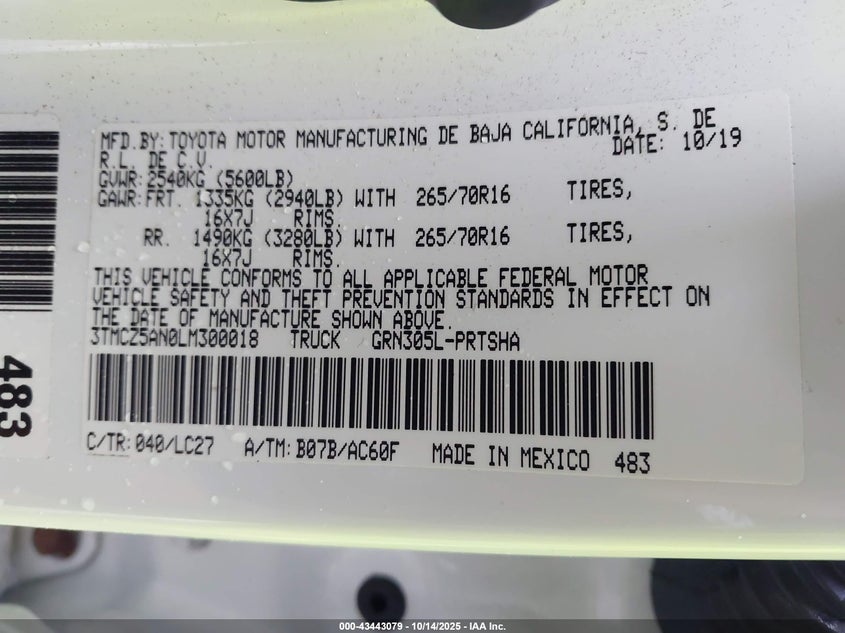 MFD.BY: TOYOTA MOTOR MANUFACTURING DE BAJA CALIFORNIA, S. DE
R.L. DE C.V. DATE: 10/19
GVWR: 2540KG (5600LB)
GAWR: FRT. 1335KG (2940LB) WITH 265/70R16 TIRES,
16X7J RIMS.
RR. 1490KG (3280LB) WITH 265/70R16 TIRES,
16X7J RIMS.
THIS VEHICLE CONFORMS TO ALL APPLICABLE FEDERAL MOTOR
VEHICLE SAFETY AND THEFT PREVENTION STANDARDS IN EFFECT ON
THE DATE OF MANUFACTURE SHOWN ABOVE.
3TMCZ5AN0LM300018 TRUCK GRN305L-PRTSHA
C/TR: 040/LC27 A/TM: B07B/AC60F MADE IN MEXICO 483
483
000-43443079 | 10/14/2025 - IAA Inc.